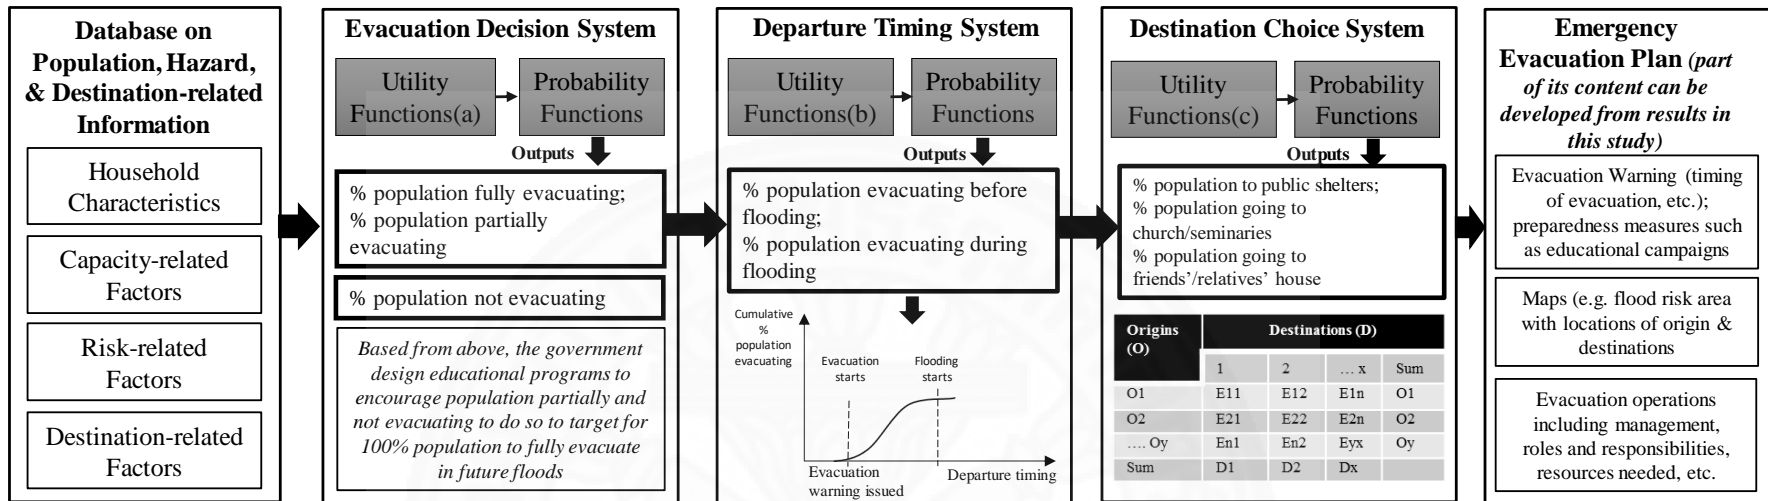 Database on
Population, Hazard,
& Destination-related
Information
Household
Characteristics
Capacity-related
Factors
Risk-related
Factors
Destination-related
Factors
Evacuation Decision System
Utility
Functions(a)
Probability
Functions
Outputs
% population fully evacuating;
% population partially
evacuating
% population not evacuating
Based from above, the government
design educational programs to
encourage population partially and
not evacuating to do so to target for
100% population to fully evacuate
in future floods
Departure Timing System
Utility
Functions(b)
Probability
Functions
Outputs
% population evacuating before
flooding;
% population evacuating during
flooding
Cumulative
%
population
evacuating
Evacuation
starts
Flooding
starts
Evacuation
warning issued
Departure timing
Destination Choice System
Utility
Functions(c)
Probability
Functions
Outputs
% population to public shelters;
% population going to
church/seminaries
% population going to
friends'/relatives' house
Origins
(O)
Destinations (D)
1 2 … x Sum
O1 E11 E12 E1n O1
O2 E21 E22 E2n O2
…. Oy En1 En2 Eyx Oy
Sum D1 D2 Dx
Emergency
Evacuation Plan (part
of its content can be
developed from results in
this study)
Evacuation Warning (timing
of evacuation, etc.);
preparedness measures such
as educational campaigns
Maps (e.g. flood risk area
with locations of origin &
destinations
Evacuation operations
including management,
roles and responsibilities,
resources needed, etc.